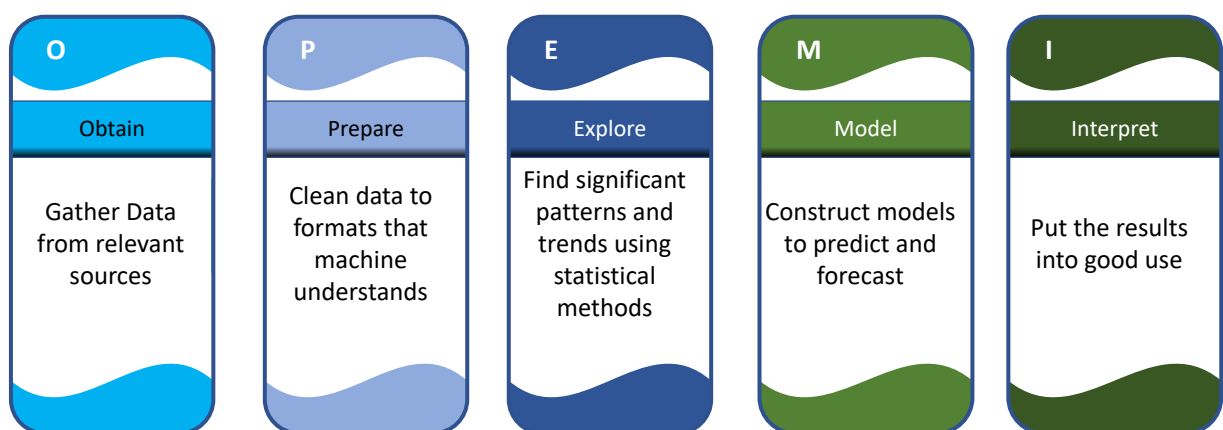 O
Obtain
Gather Data
from relevant
sources
P
Prepare
Clean data to
formats that
machine
understands
E
Explore
Find significant
patterns and
trends using
statistical
methods
M
Model
Construct models
to predict and
forecast
I
Interpret
Put the results
into good use